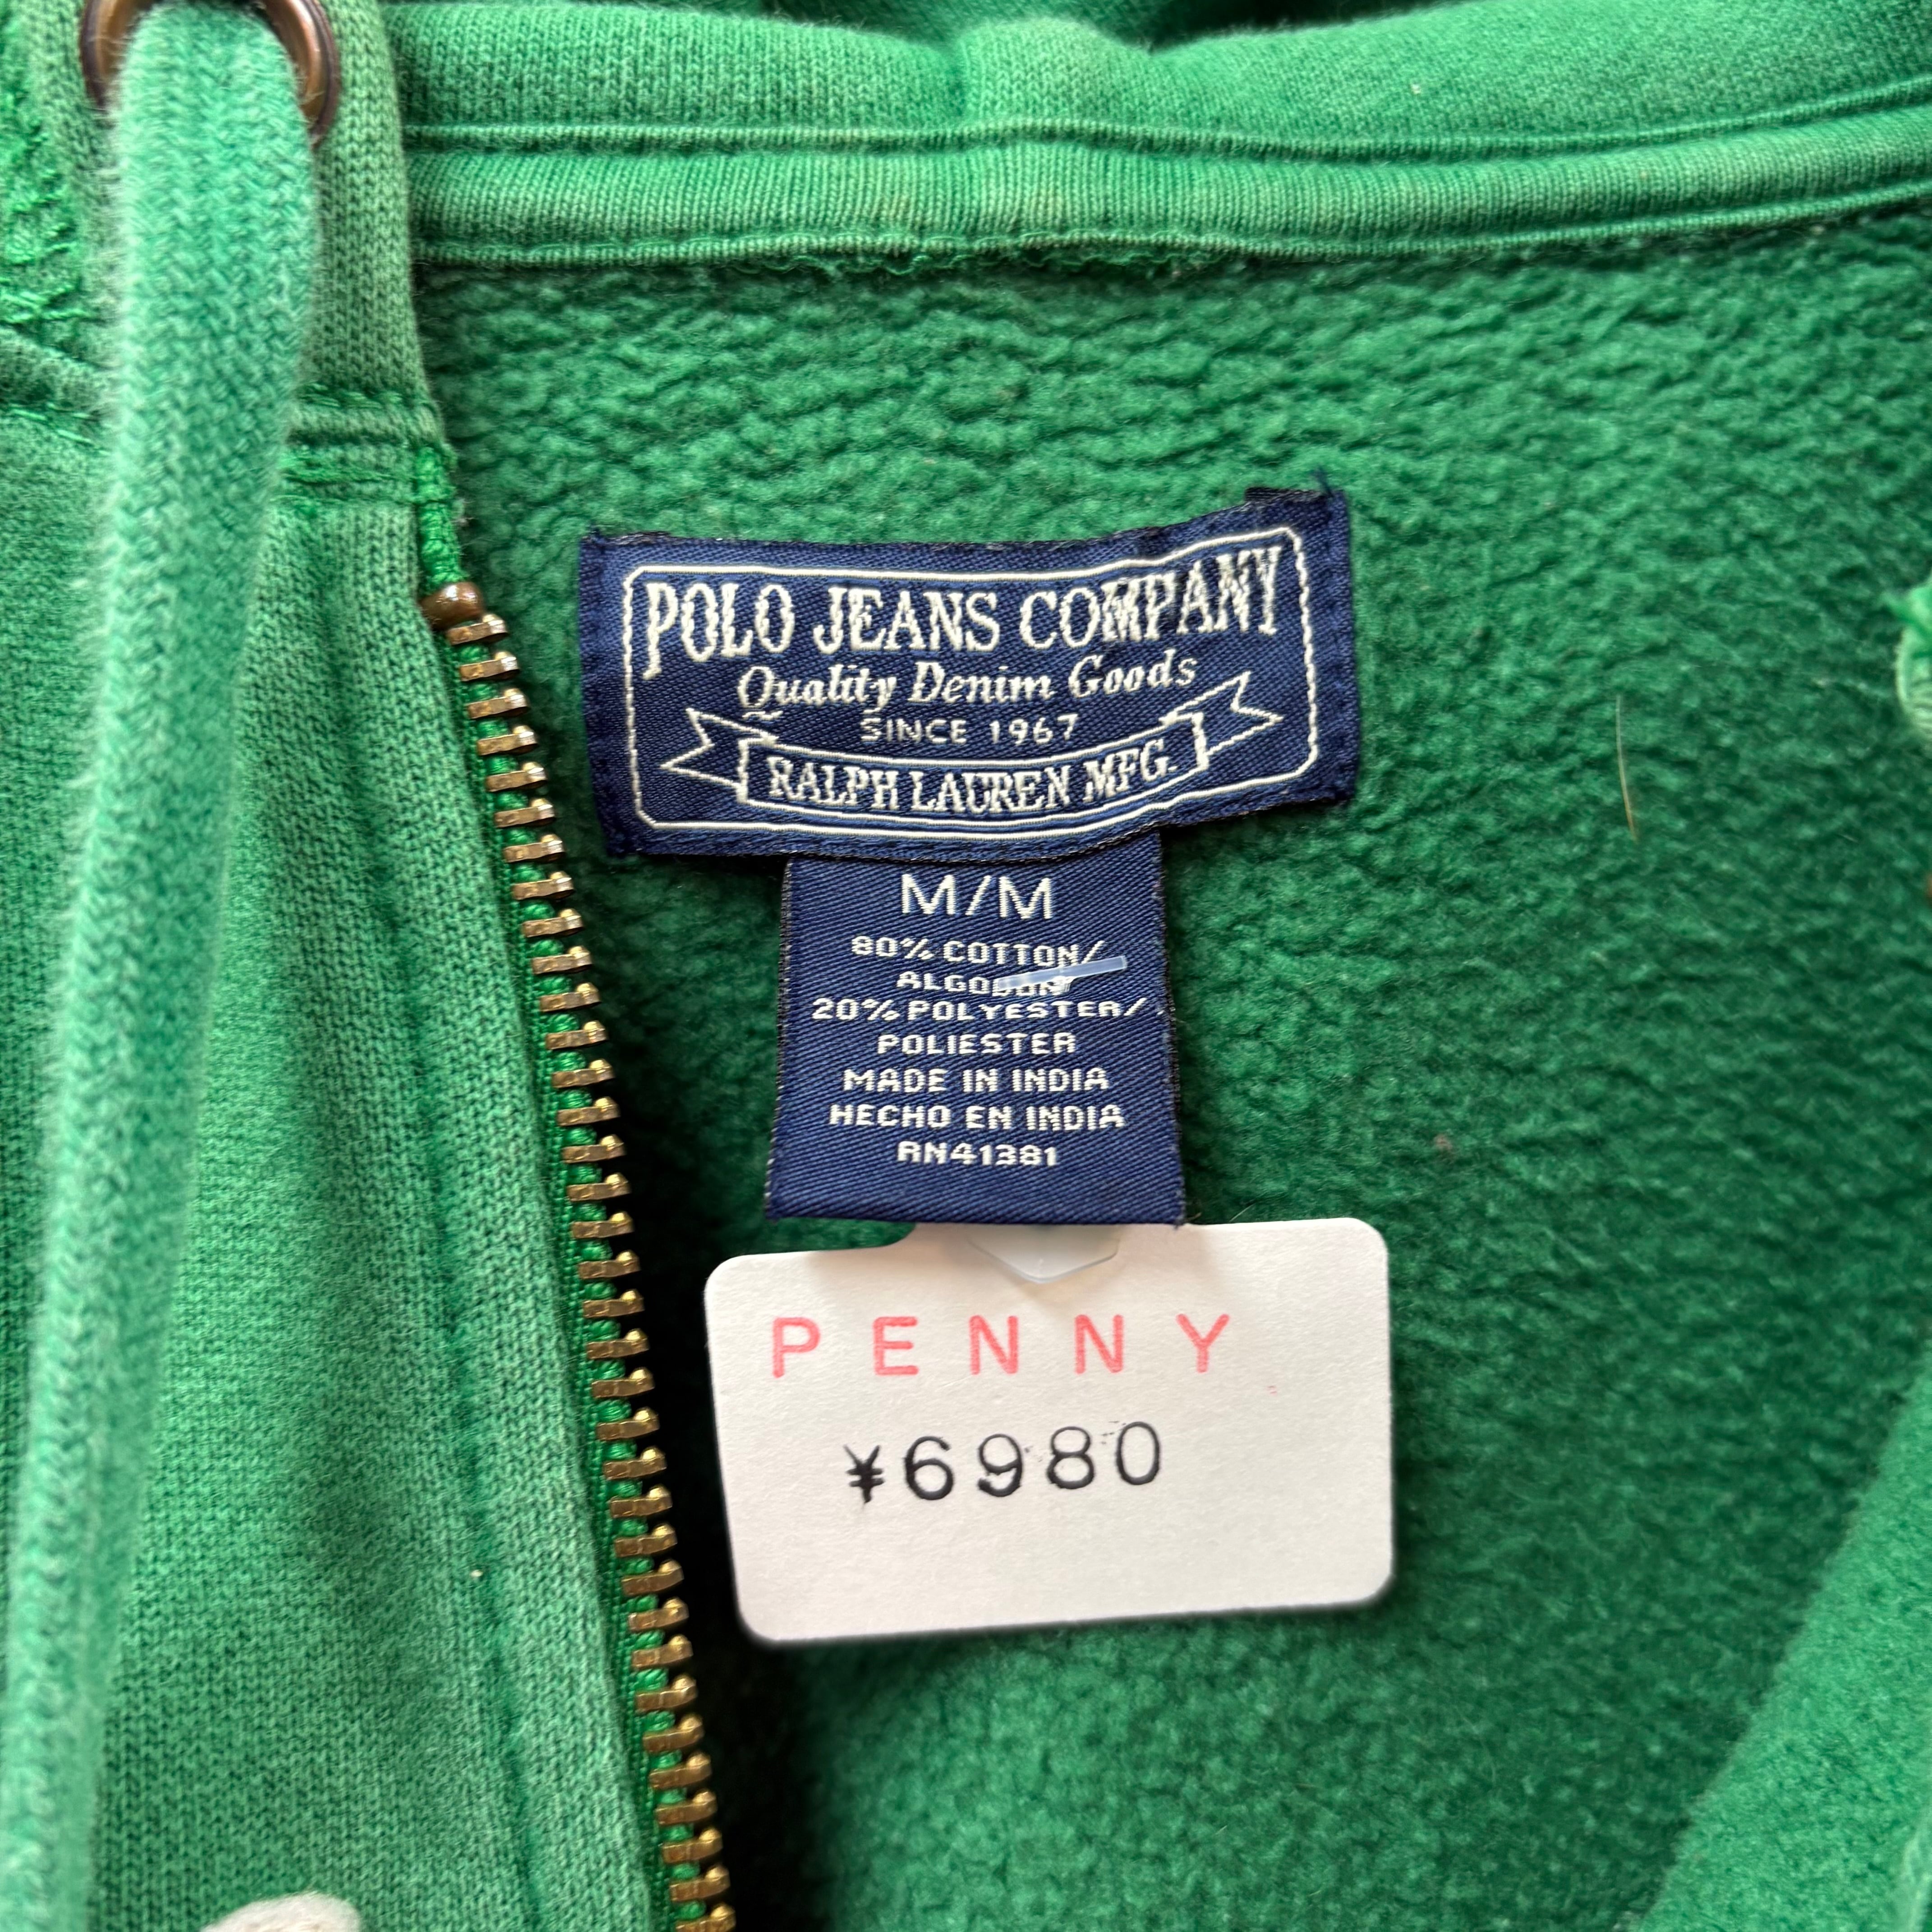 POLO JEANS COMPANY
Quality Denim Goods
SINCE 1967
RALPH LAUREN MFG.
M/M
80% COTTON/
ALGODON
20% POLYESTER/
POLIESTER
MADE IN INDIA
HECHO EN INDIA
RN41381
PENNY
¥6980